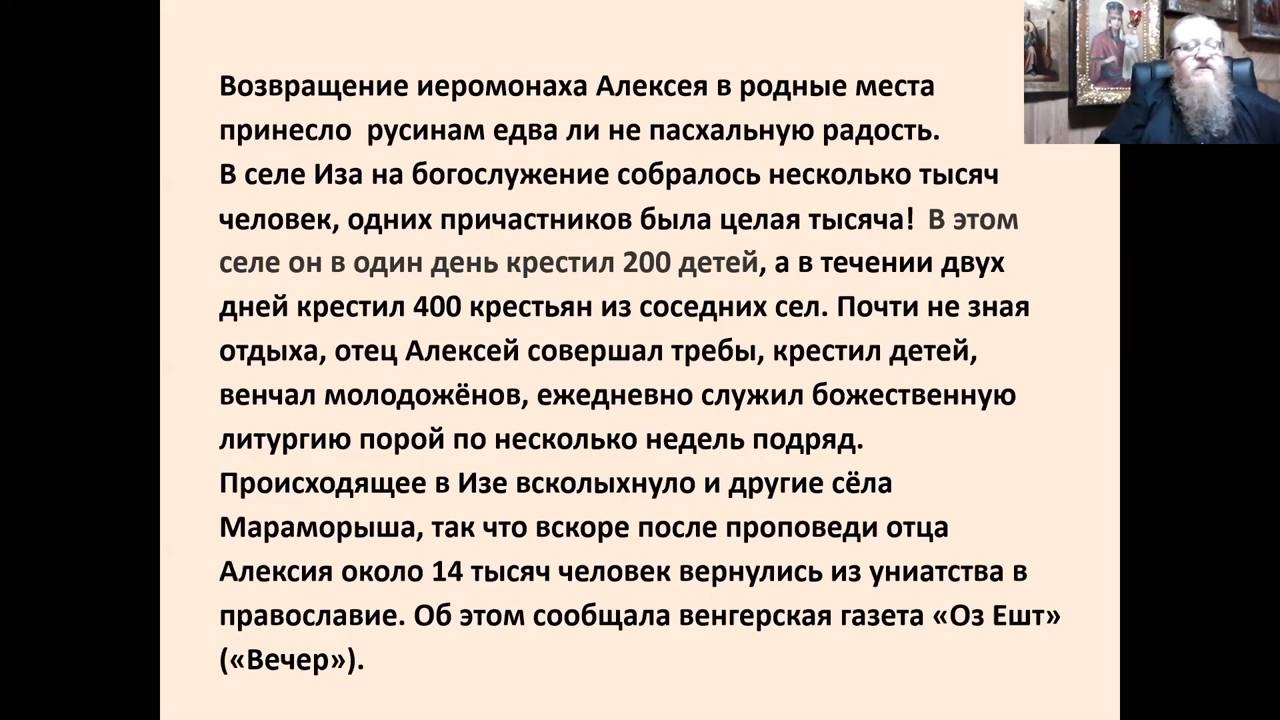 Возвращение иеромонаха Алексея в родные места
принесло русинам едва ли не пасхальную радость.
В селе Иза на богослужение собралось несколько тысяч
человек, одних причастников была целая тысяча! В этом
селе он в один день крестил 200 детей, а в течении двух
дней крестил 400 крестьян из соседних сел. Почти не зная
отдыха, отец Алексей совершал требы, крестил детей,
венчал молодожёнов, ежедневно служил божественную
литургию порой по несколько недель подряд.
Происходящее в Изе всколыхнуло и другие сёла
Мараморыша, так что вскоре после проповеди отца
Алексия около 14 тысяч человек вернулись из униатства в
православие. Об этом сообщала венгерская газета «Оз Ешт»
(«Вечер»).